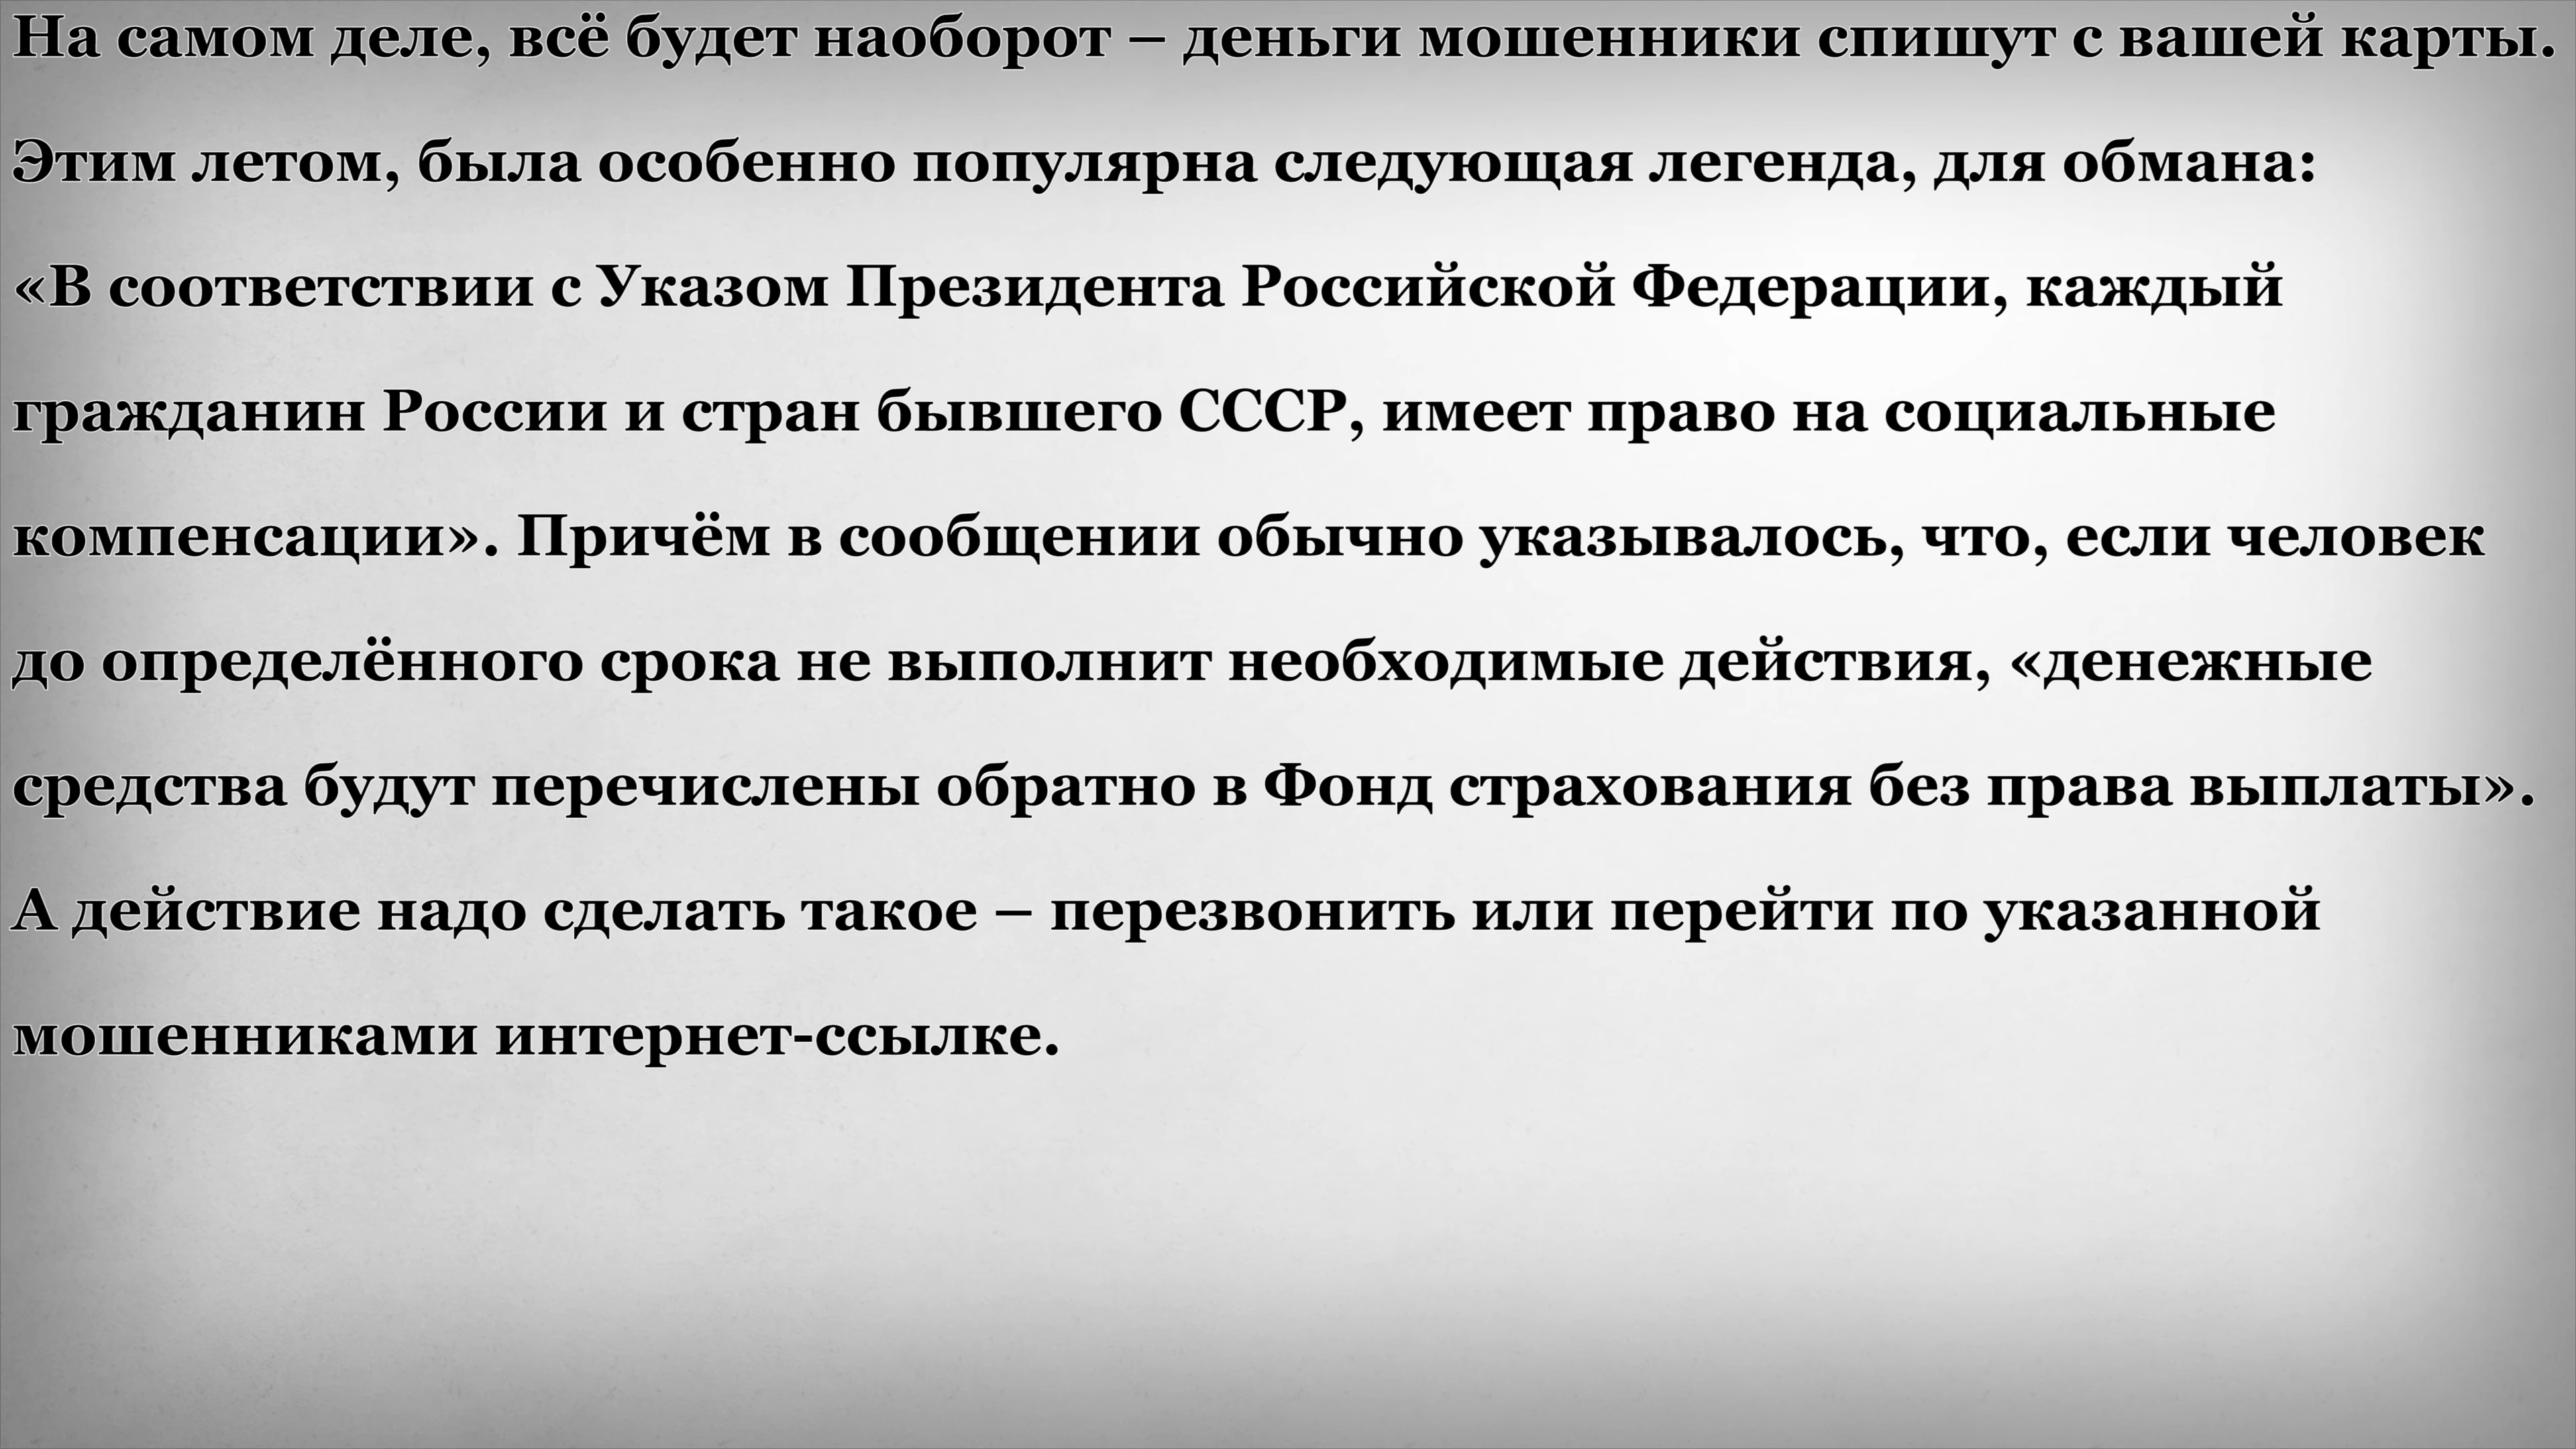 На самом деле, всё будет наоборот – деньги мошенники спишут с вашей карты.
Этим летом, была особенно популярна следующая легенда, для обмана:
«В соответствии с Указом Президента Российской Федерации, каждый
гражданин России и стран бывшего СССР, имеет право на социальные
компенсации». Причём в сообщении обычно указывалось, что, если человек
до определённого срока не выполнит необходимые действия, «денежные
средства будут перечислены обратно в Фонд страхования без права выплаты».
А действие надо сделать такое – перезвонить или перейти по указанной
мошенниками интернет-ссылке.